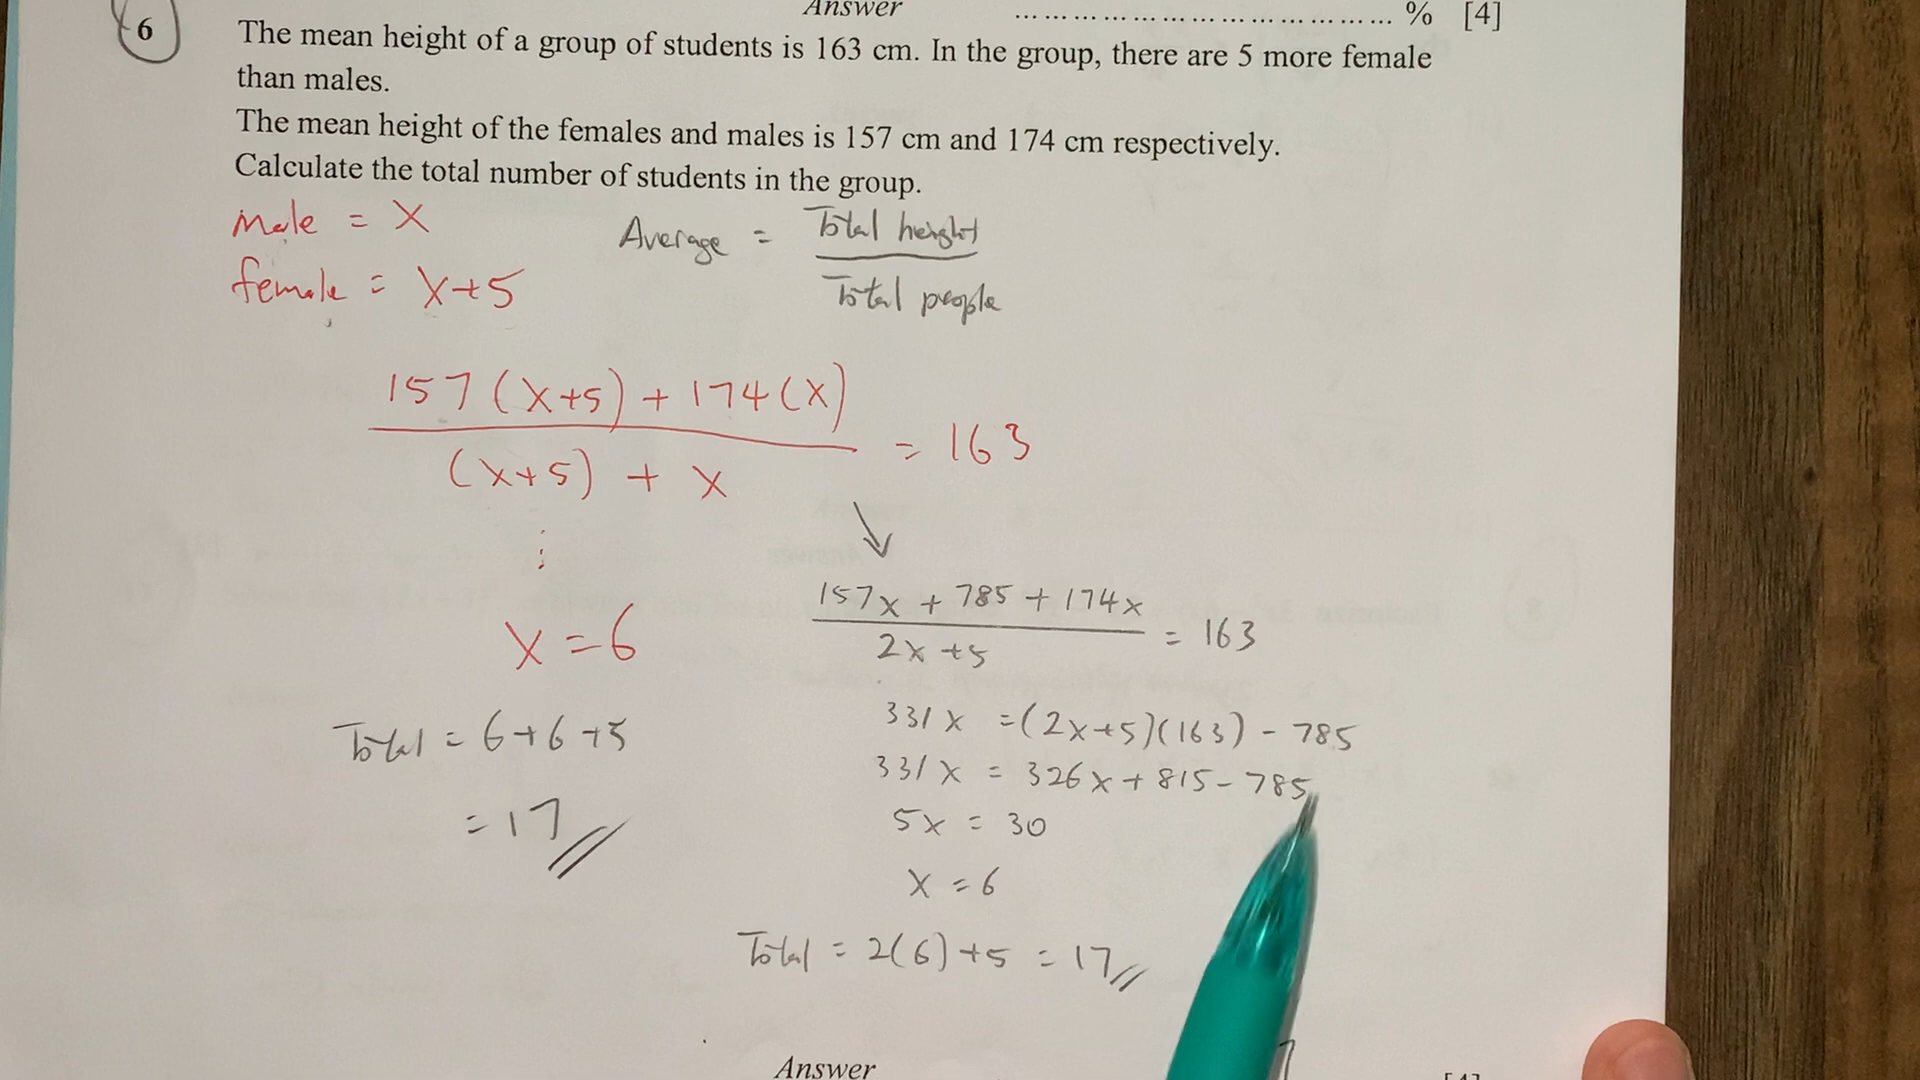 Answer ........................................ % [4]
6 The mean height of a group of students is 163 cm. In the group, there are 5 more female
than males.
The mean height of the females and males is 157 cm and 174 cm respectively.
Calculate the total number of students in the group.
Male = X
female = X+5
Average = Total height / Total people
157 (X+5) + 174 (X)
(X+5) + X
= 163
⋮
X = 6
Total = 6+6+5
= 17
157x + 785 + 174x
2x +5
= 163
331x = (2x+5)(163) - 785
331x = 326x + 815 - 785
5x = 30
X = 6
Total = 2(6) +5 = 17
Answer